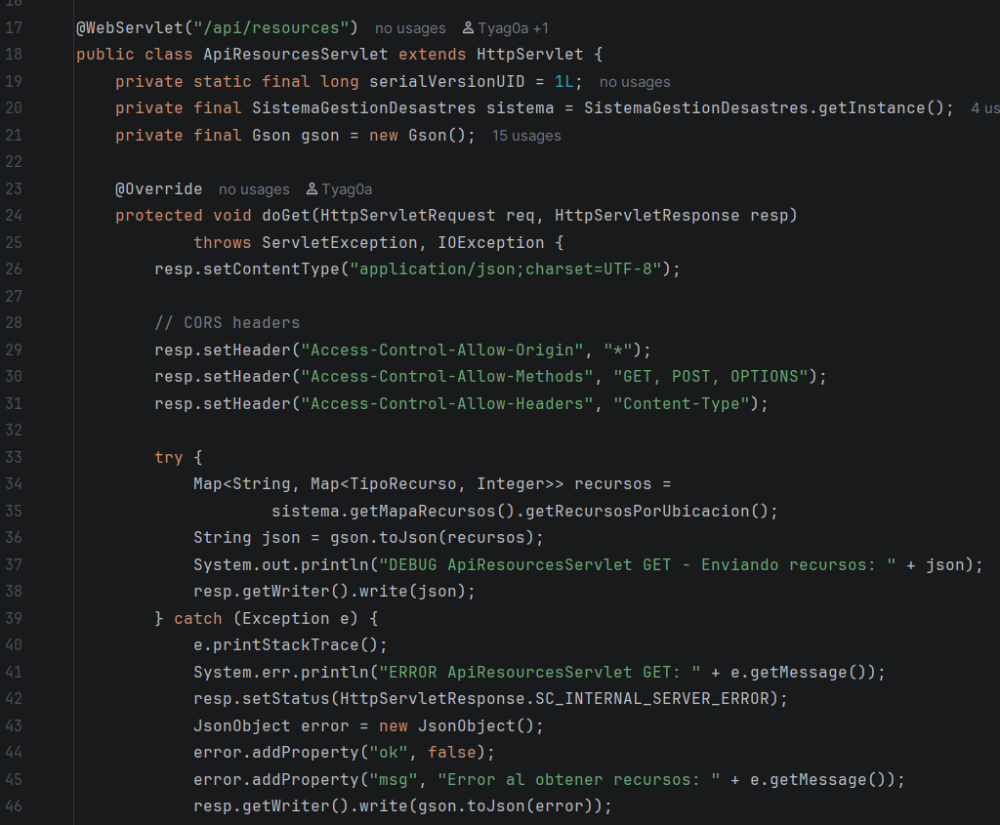 16
17 @WebServlet("/api/resources") no usages Tyag0a +1
18 public class ApiResourcesServlet extends HttpServlet {
19 private static final long serialVersionUID = 1L; no usages
20 private final SistemaGestionDesastres sistema = SistemaGestionDesastres.getInstance(); 4 us
21 private final Gson gson = new Gson(); 15 usages
22
23 @Override no usages Tyag0a
24 protected void doGet(HttpServletRequest req, HttpServletResponse resp)
25 throws ServletException, IOException {
26 resp.setContentType("application/json;charset=UTF-8");
27
28 // CORS headers
29 resp.setHeader("Access-Control-Allow-Origin", "*");
30 resp.setHeader("Access-Control-Allow-Methods", "GET, POST, OPTIONS");
31 resp.setHeader("Access-Control-Allow-Headers", "Content-Type");
32
33 try {
34 Map<String, Map<TipoRecurso, Integer>> recursos =
35 sistema.getMapaRecursos().getRecursosPorUbicacion();
36 String json = gson.toJson(recursos);
37 System.out.println("DEBUG ApiResourcesServlet GET - Enviando recursos: " + json);
38 resp.getWriter().write(json);
39 } catch (Exception e) {
40 e.printStackTrace();
41 System.err.println("ERROR ApiResourcesServlet GET: " + e.getMessage());
42 resp.setStatus(HttpServletResponse.SC_INTERNAL_SERVER_ERROR);
43 JsonObject error = new JsonObject();
44 error.addProperty("ok", false);
45 error.addProperty("msg", "Error al obtener recursos: " + e.getMessage());
46 resp.getWriter().write(gson.toJson(error));